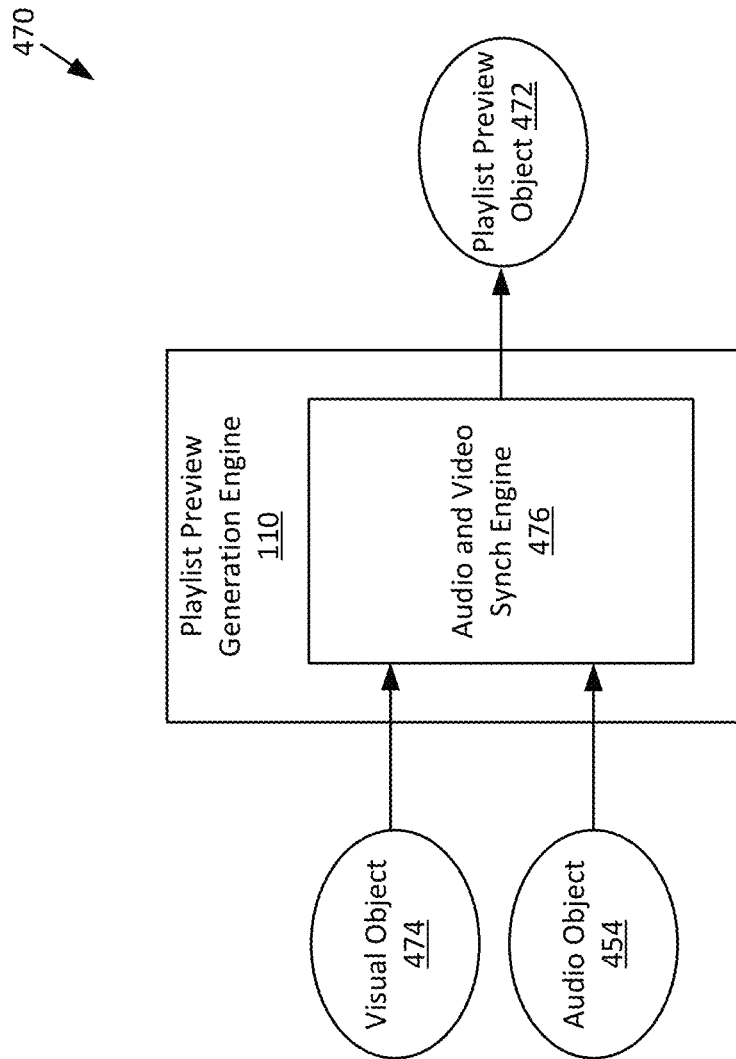 470
Playlist Preview
Generation Engine
110
Visual Object
474
Audio Object
454
Audio and Video
Synch Engine
476
Playlist Preview
Object 472